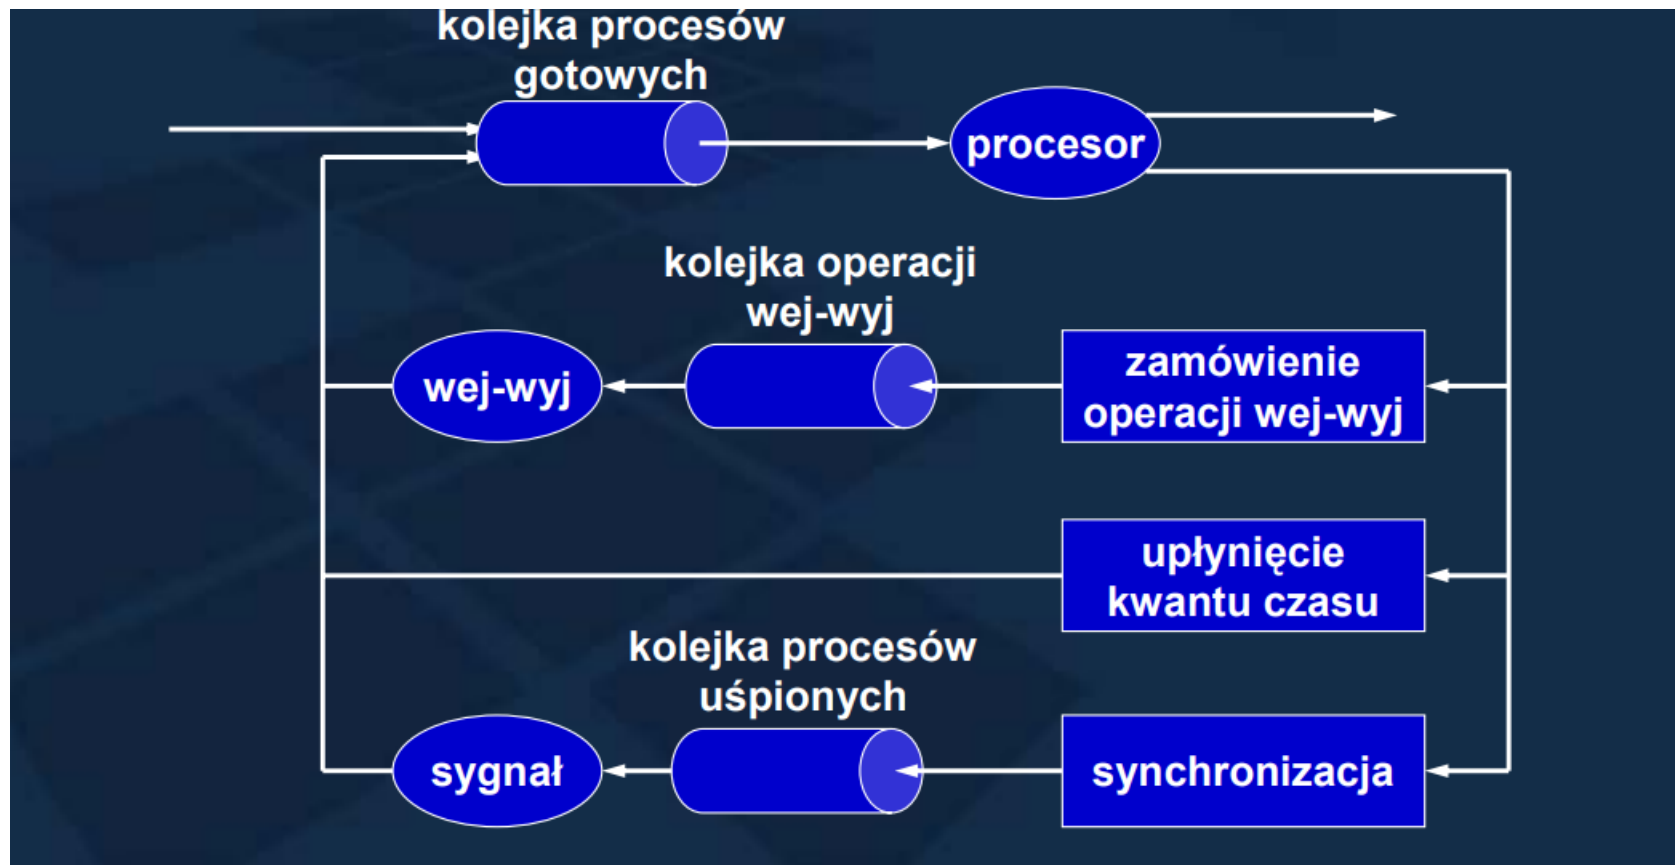 kolejka procesów
gotowych
procesor
kolejka operacji
wej-wyj
wej-wyj
zamówienie
operacji wej-wyj
upłynięcie
kwantu czasu
kolejka procesów
uśpionych
sygnał
synchronizacja